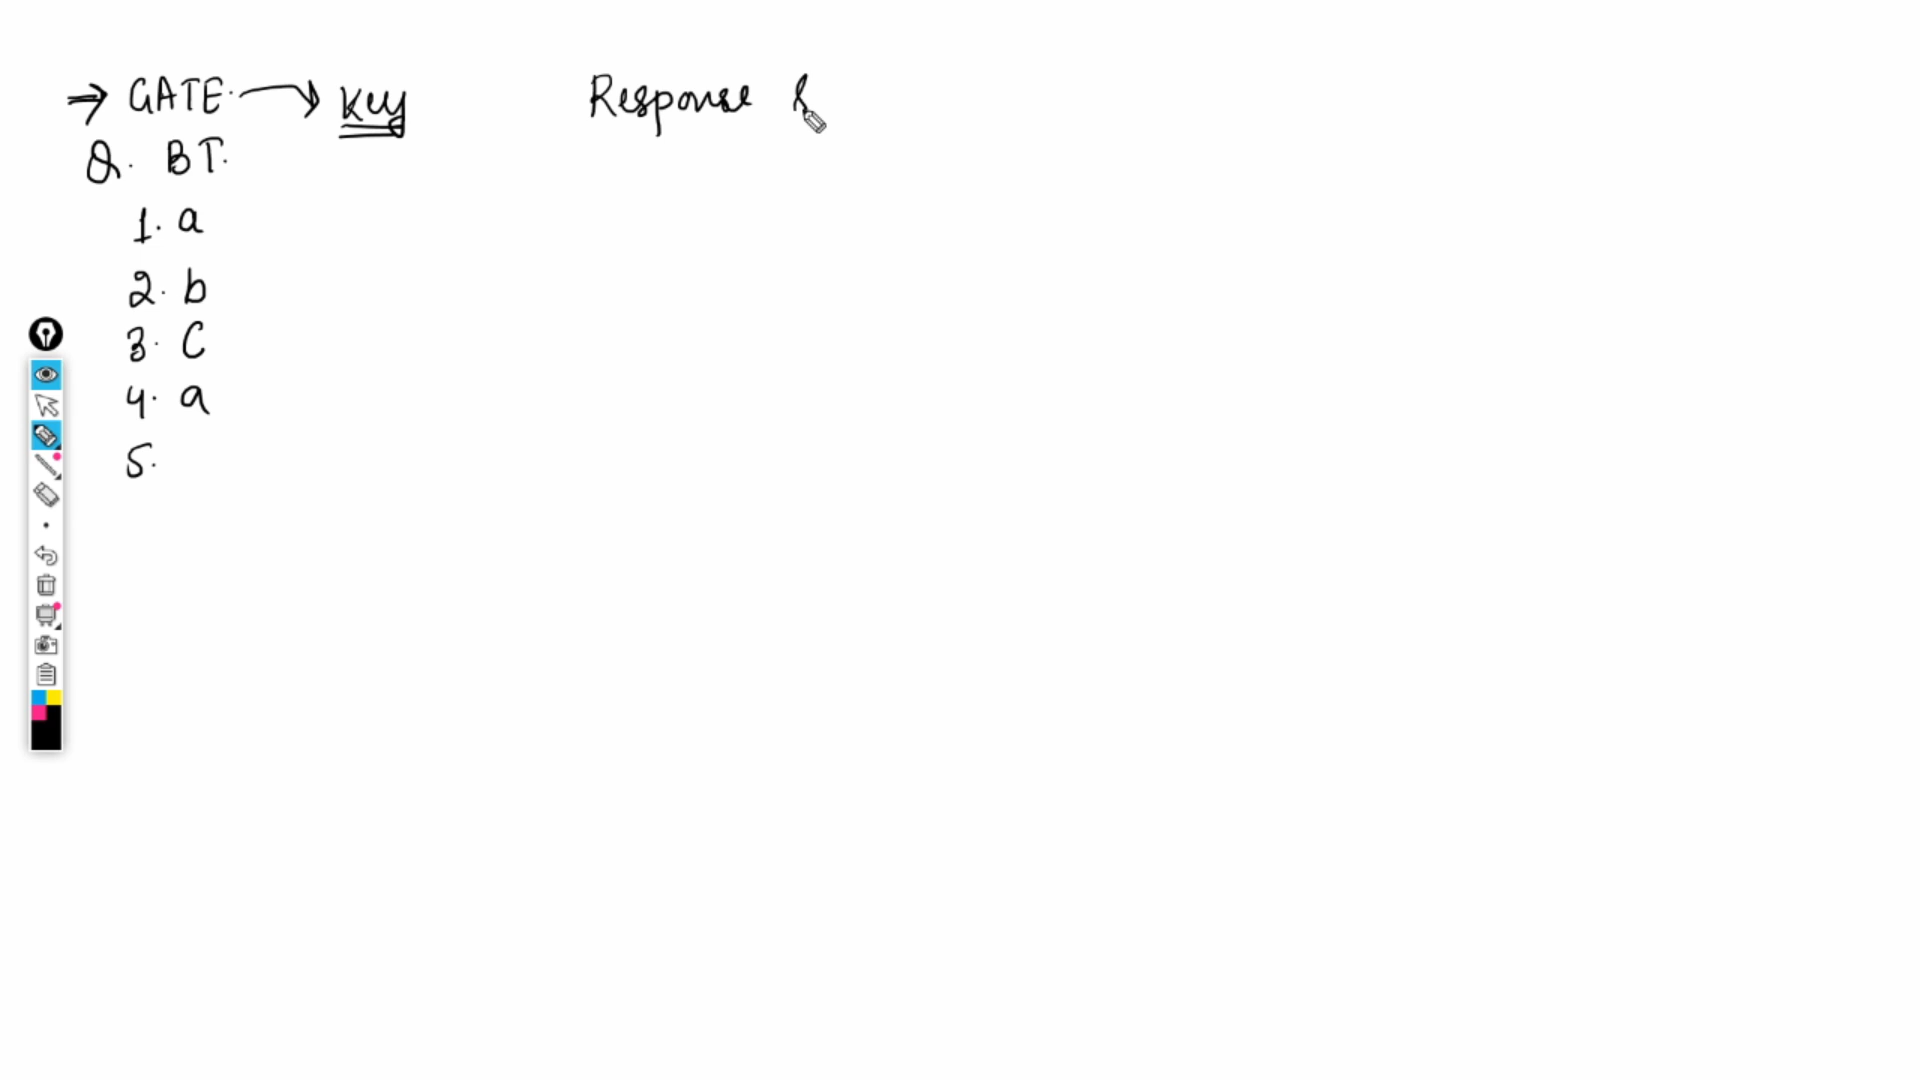 ⇒ GATE. → Key
Response
Q. BT.
1. a
2. b
3. C
4. a
5.